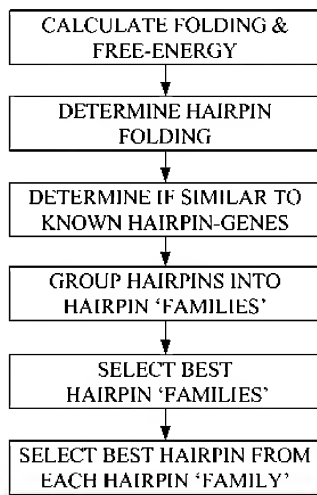 CALCULATE FOLDING &
FREE-ENERGY
DETERMINE HAIRPIN
FOLDING
DETERMINE IF SIMILAR TO
KNOWN HAIRPIN-GENES
GROUP HAIRPINS INTO
HAIRPIN ‘FAMILIES’
SELECT BEST
HAIRPIN ‘FAMILIES’
SELECT BEST HAIRPIN FROM
EACH HAIRPIN ‘FAMILY’